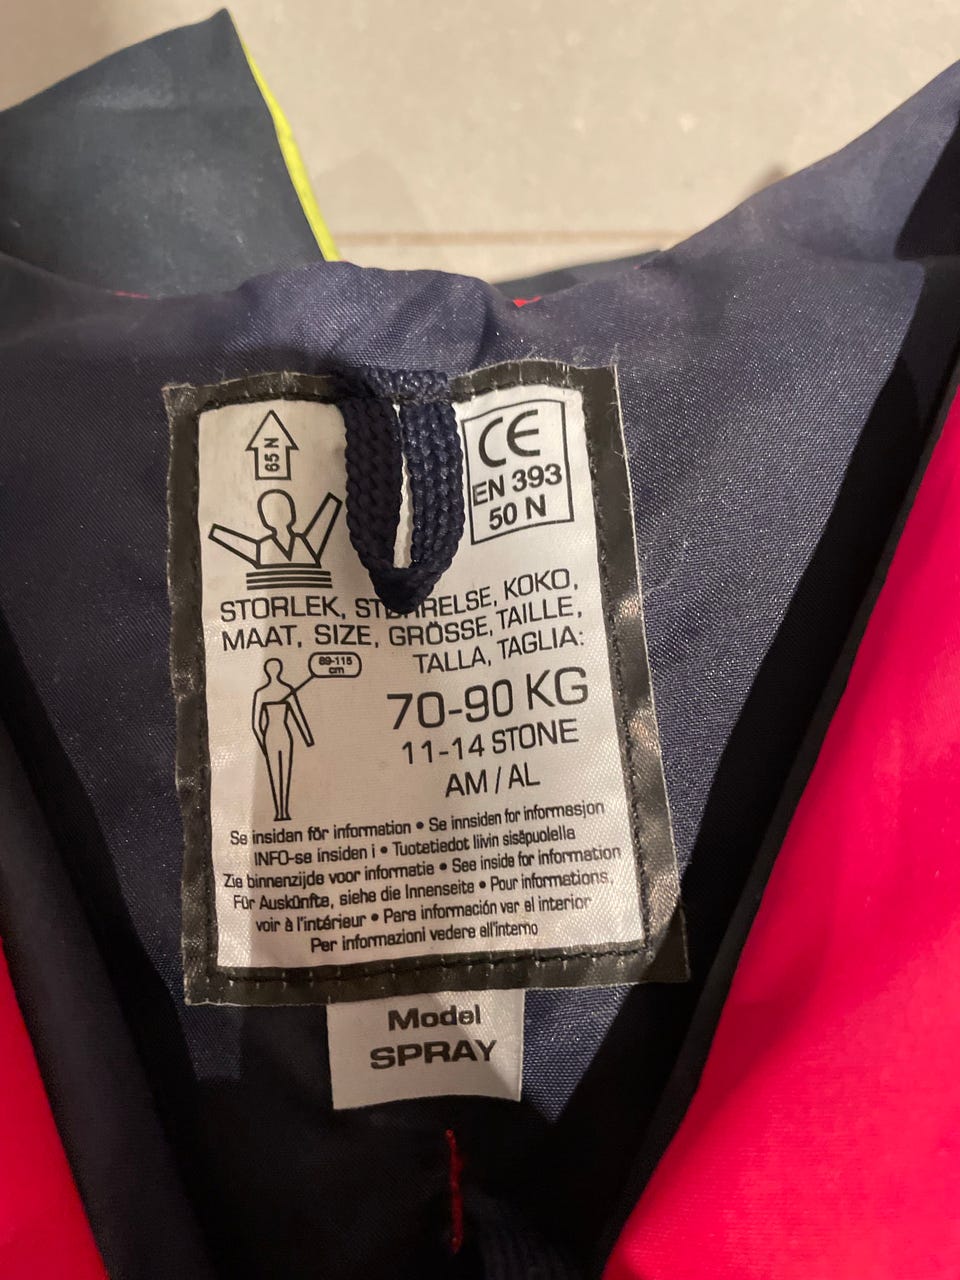 65 N
CE
EN 393
50 N
STORLEK, KOKO,
MAAT, SIZE, GRÖSSE, TAILLE,
TALLA, TAGLIA:
89-115
cm
70-90 KG
11-14 STONE
AM / AL
Se insidan för information • Se innsiden for informasjon
INFO-se insiden i • Tuotetiedot liivin sisäpuolella
Zie binnenzijde voor informatie • See inside for information
Für Auskünfte, siehe die Innenseite • Pour informations,
voir à l'intérieur • Para información var el interior
Per informazioni vedere all'interno
Model
SPRAY